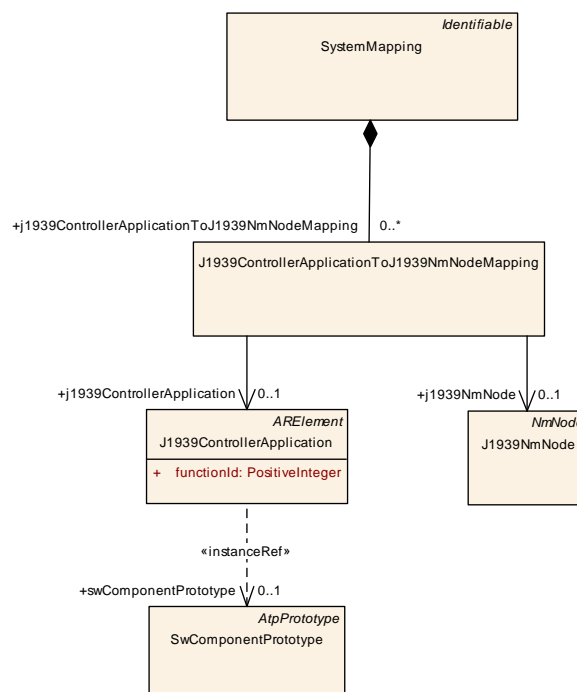 Identifiable
SystemMapping
+j1939ControllerApplicationToJ1939NmNodeMapping 0..*
J1939ControllerApplicationToJ1939NmNodeMapping
+j1939ControllerApplication 0..1
+j1939NmNode 0..1
ARElement
J1939ControllerApplication
+ functionId: PositiveInteger
NmNode
J1939NmNode
«instanceRef»
+swComponentPrototype 0..1
AtpPrototype
SwComponentPrototype